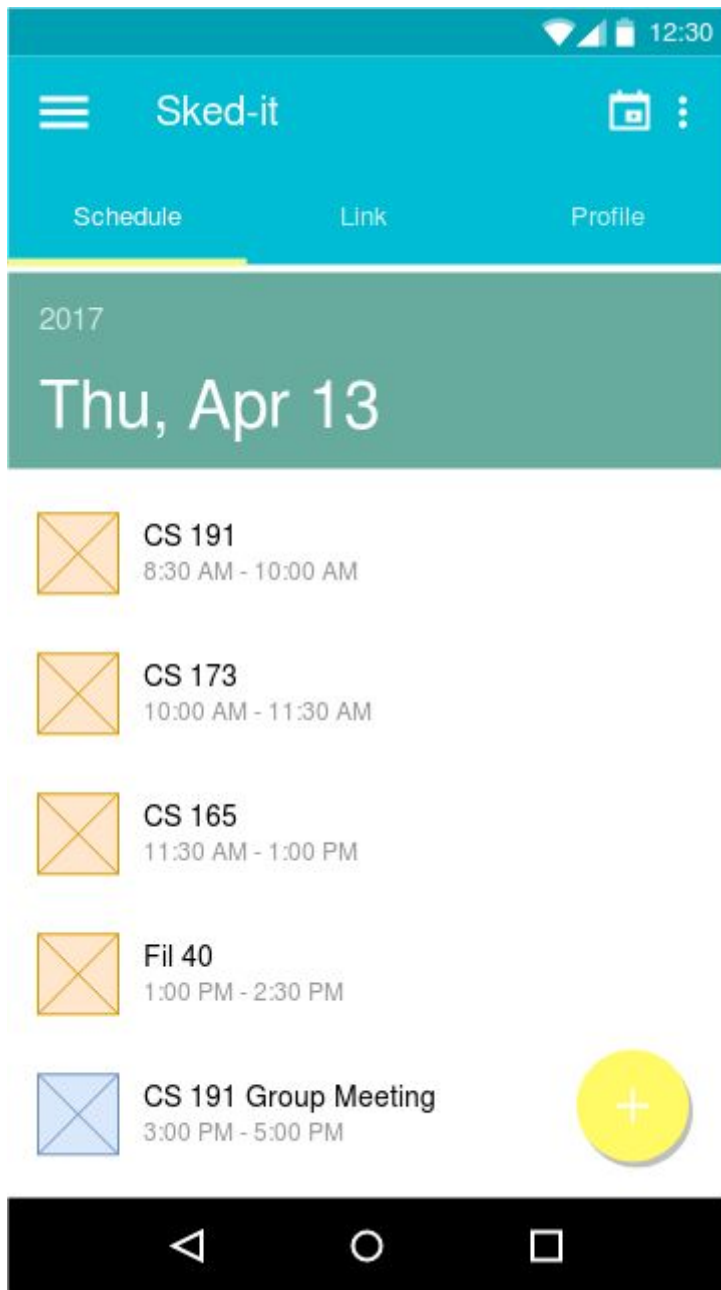 12:30
Sked-it
Schedule Link Profile
2017
Thu, Apr 13
CS 191
8:30 AM - 10:00 AM
CS 173
10:00 AM - 11:30 AM
CS 165
11:30 AM - 1:00 PM
Fil 40
1:00 PM - 2:30 PM
CS 191 Group Meeting
3:00 PM - 5:00 PM